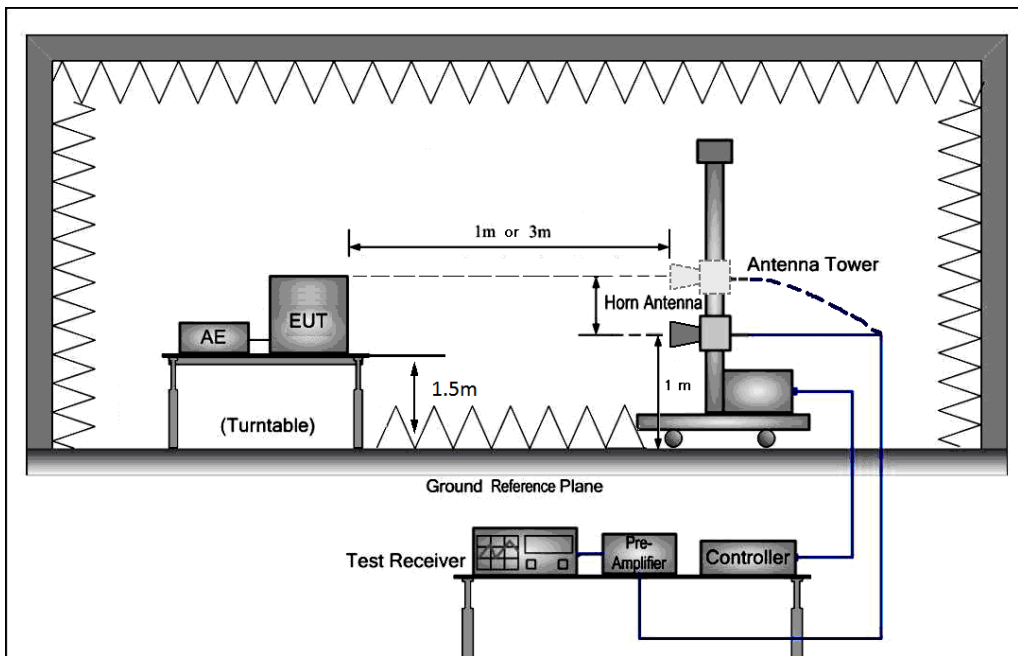 1m or 3m
Antenna Tower
Horn Antenna
EUT
AE
1.5m
1 m
(Turntable)
Ground Reference Plane
Test Receiver
Pre-
Amplifier
Controller